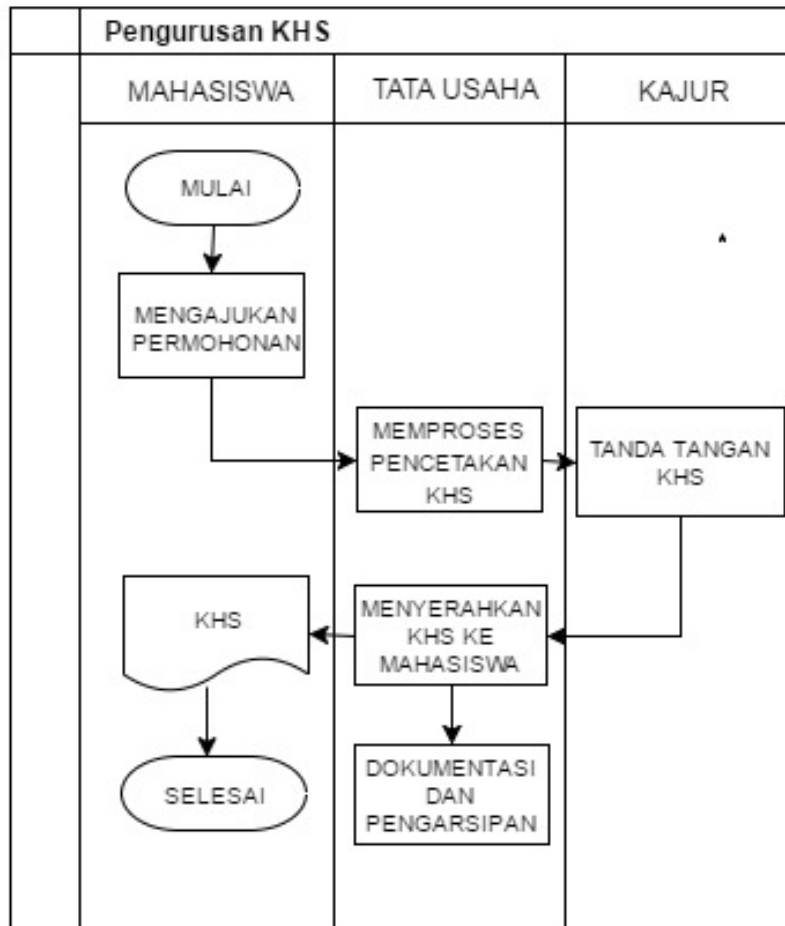 Pengurusan KHS
MAHASISWA
TATA USAHA
KAJUR
MULAI
*
MENGAJUKAN
PERMOHONAN
MEMPROSES
PENCETAKAN
KHS
TANDA TANGAN
KHS
KHS
MENYERAHKAN
KHS KE
MAHASISWA
SELESAI
DOKUMENTASI
DAN
PENGARSIPAN